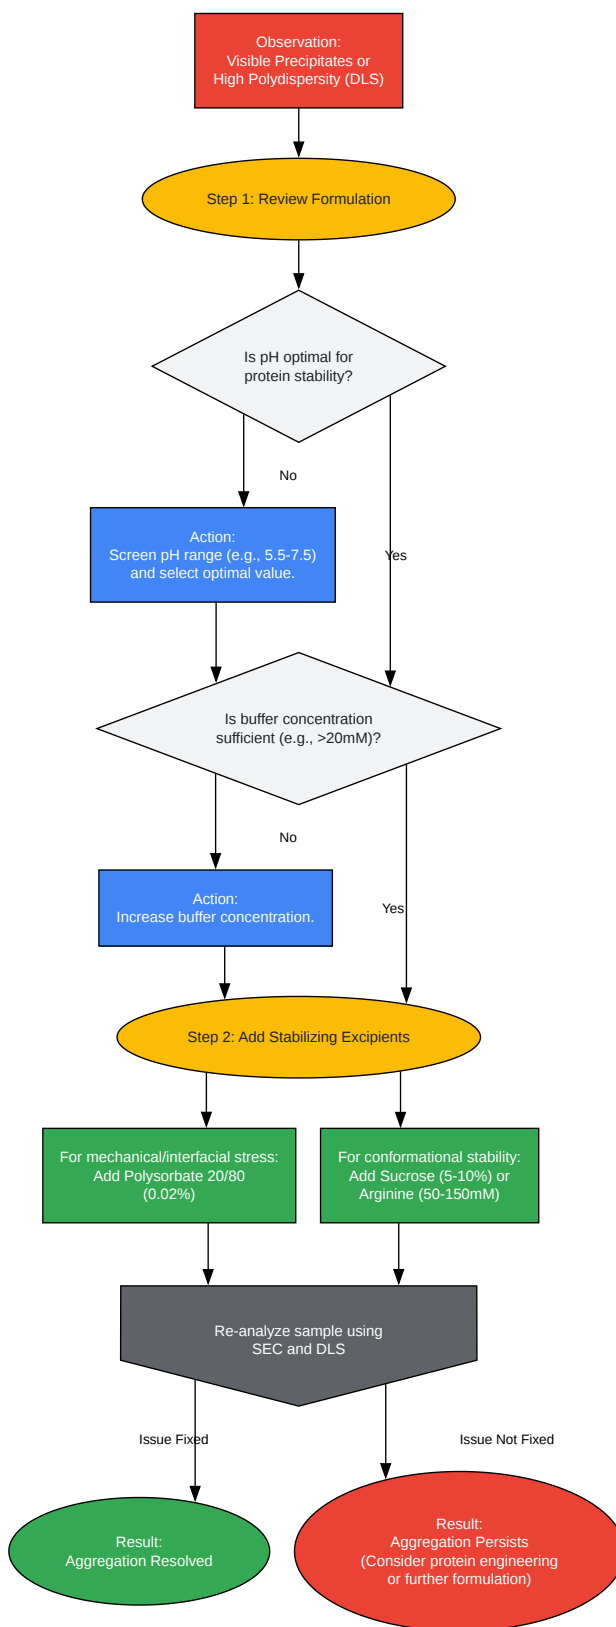 Observation:
Visible Precipitates or
High Polydispersity (DLS)
Step 1: Review Formulation
Is pH optimal for
protein stability?
No
Action:
Screen pH range (e.g., 5.5-7.5)
and select optimal value.
Yes
Is buffer concentration
sufficient (e.g., >20mM)?
No
Action:
Increase buffer concentration.
Yes
Step 2: Add Stabilizing Excipients
For mechanical/interfacial stress:
Add Polysorbate 20/80
(0.02%)
For conformational stability:
Add Sucrose (5-10%) or
Arginine (50-150mM)
Re-analyze sample using
SEC and DLS
Issue Fixed
Issue Not Fixed
Result:
Aggregation Resolved
Result:
Aggregation Persists
(Consider protein engineering
or further formulation)